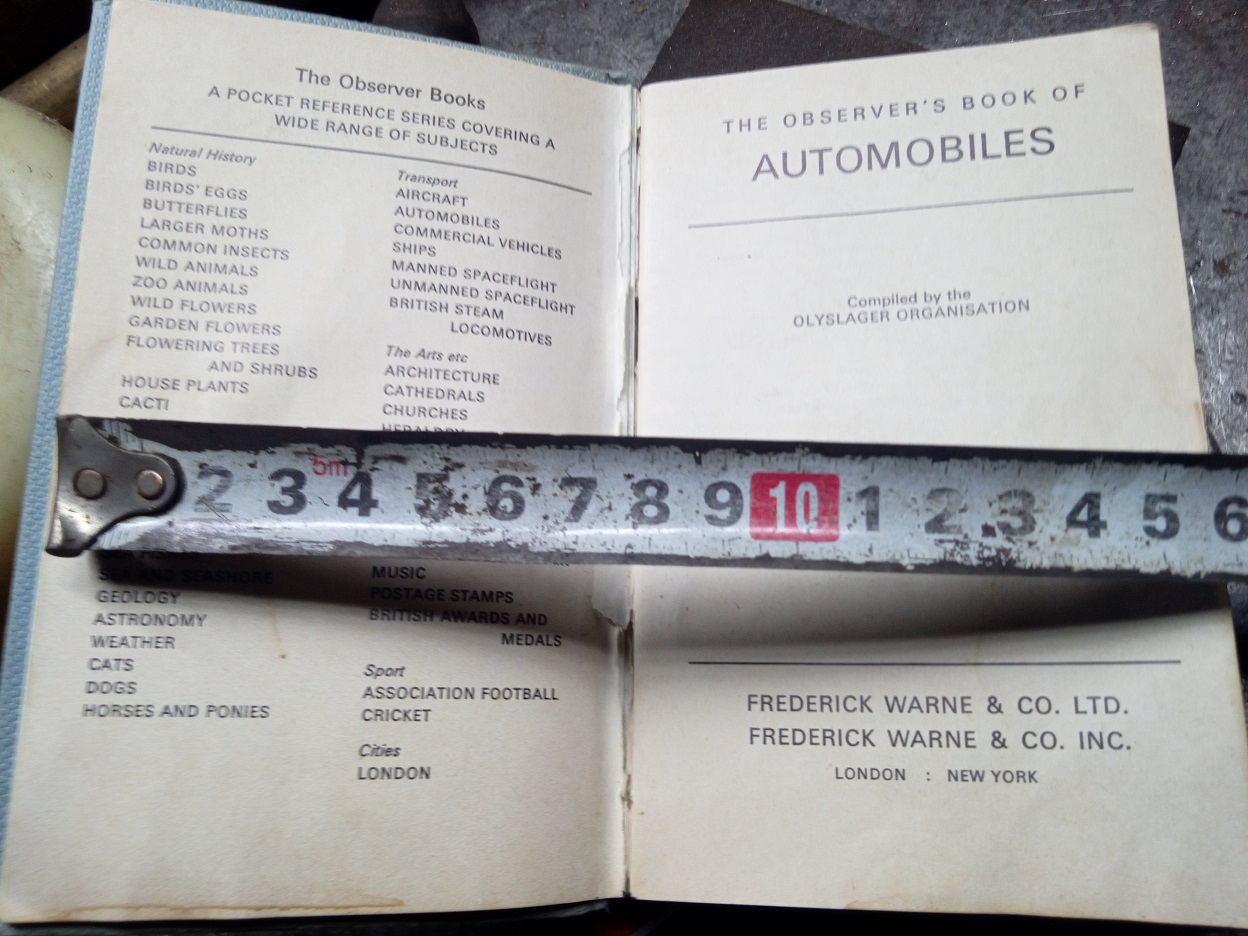 The Observer Books
A POCKET REFERENCE SERIES COVERING A
WIDE RANGE OF SUBJECTS
Natural History
BIRDS
BIRDS' EGGS
BUTTERFLIES
LARGER MOTHS
COMMON INSECTS
WILD ANIMALS
ZOO ANIMALS
WILD FLOWERS
GARDEN FLOWERS
FLOWERING TREES
AND SHRUBS
HOUSE PLANTS
CACTI
SEA AND SEASHORE
GEOLOGY
ASTRONOMY
WEATHER
CATS
DOGS
HORSES AND PONIES
Transport
AIRCRAFT
AUTOMOBILES
COMMERCIAL VEHICLES
SHIPS
MANNED SPACEFLIGHT
UNMANNED SPACEFLIGHT
BRITISH STEAM
LOCOMOTIVES
The Arts etc
ARCHITECTURE
CATHEDRALS
CHURCHES
HERALDRY
MUSIC
POSTAGE STAMPS
BRITISH AWARDS AND
MEDALS
Sport
ASSOCIATION FOOTBALL
CRICKET
Cities
LONDON
THE OBSERVER'S BOOK OF
AUTOMOBILES
Compiled by the
OLYSLAGER ORGANISATION
FREDERICK WARNE & CO. LTD.
FREDERICK WARNE & CO. INC.
LONDON : NEW YORK
5m
2 3 4 5 6 7 8 9 10 1 2 3 4 5 6